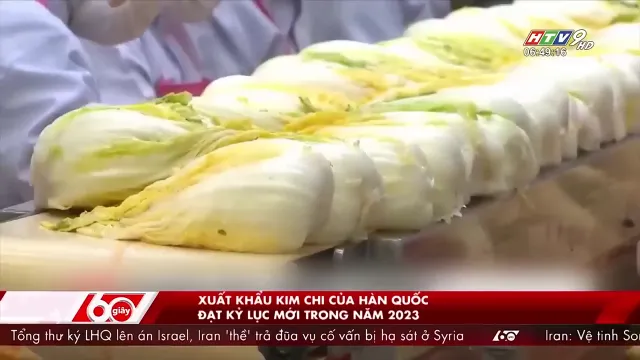 HTV9 HD
06:49:16
60 giây
XUẤT KHẨU KIM CHI CỦA HÀN QUỐC
ĐẠT KỶ LỤC MỚI TRONG NĂM 2023
Tổng thư ký LHQ lên án Israel, Iran 'thề' trả đũa vụ cố vấn bị hạ sát ở Syria 60 Iran: Vệ tinh So